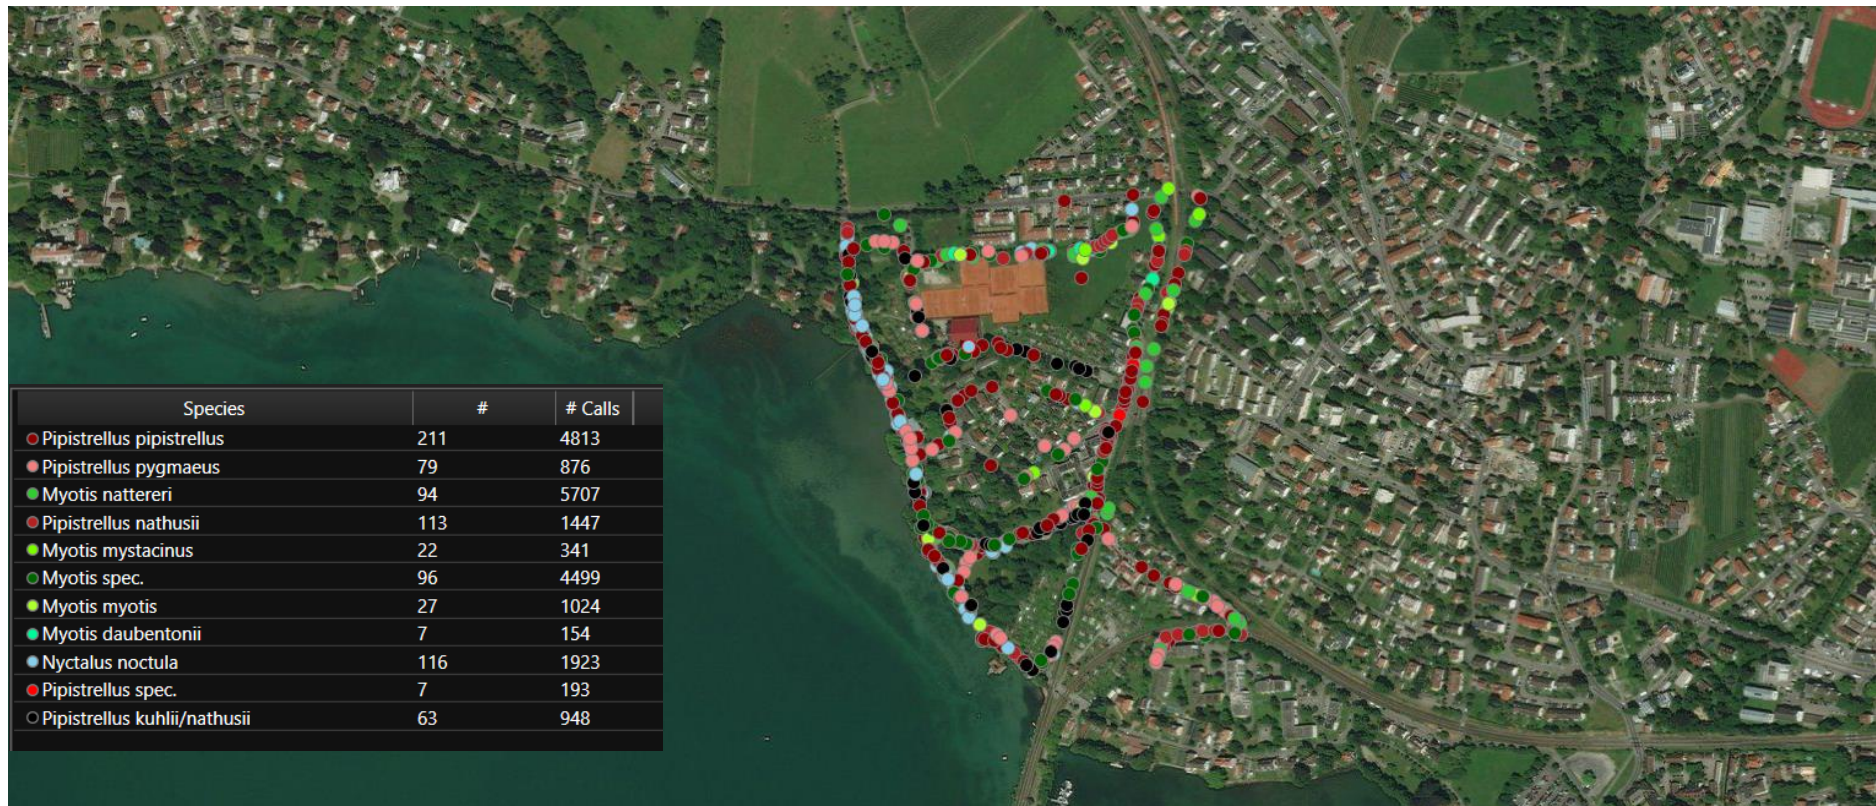 Species # # Calls
Pipistrellus pipistrellus 211 4813
Pipistrellus pygmaeus 79 876
Myotis nattereri 94 5707
Pipistrellus nathusii 113 1447
Myotis mystacinus 22 341
Myotis spec. 96 4499
Myotis myotis 27 1024
Myotis daubentonii 7 154
Nyctalus noctula 116 1923
Pipistrellus spec. 7 193
Pipistrellus kuhlii/nathusii 63 948